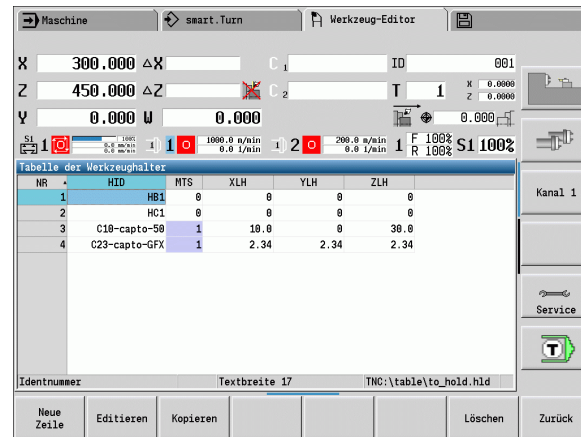 Maschine smart.Turn Werkzeug-Editor
X 300.000 ΔX C 1 ID 001
Z 450.000 ΔZ C 2 T 1 X 0.0000
Z 0.0000
Y 0.000 U 0.000 0.000
S1 1 100% 1 1 1000.0 m/min 1 2 200.0 m/min 1 F 100% S1 100%
0.0 1/min 0.0 1/min R 100%
Tabelle der Werkzeughalter
NR HID MTS XLH YLH ZLH
1 HB1 0 0 0 0
2 HC1 0 0 0 0
3 C10-capto-50 1 10.0 0 30.0
4 C23-capto-GFX 1 2.34 2.34 2.34
Kanal 1
Service
T
Identnummer Textbreite 17 TNC:\table\to_hold.hld
Neue Zeile Editieren Kopieren Löschen Zurück